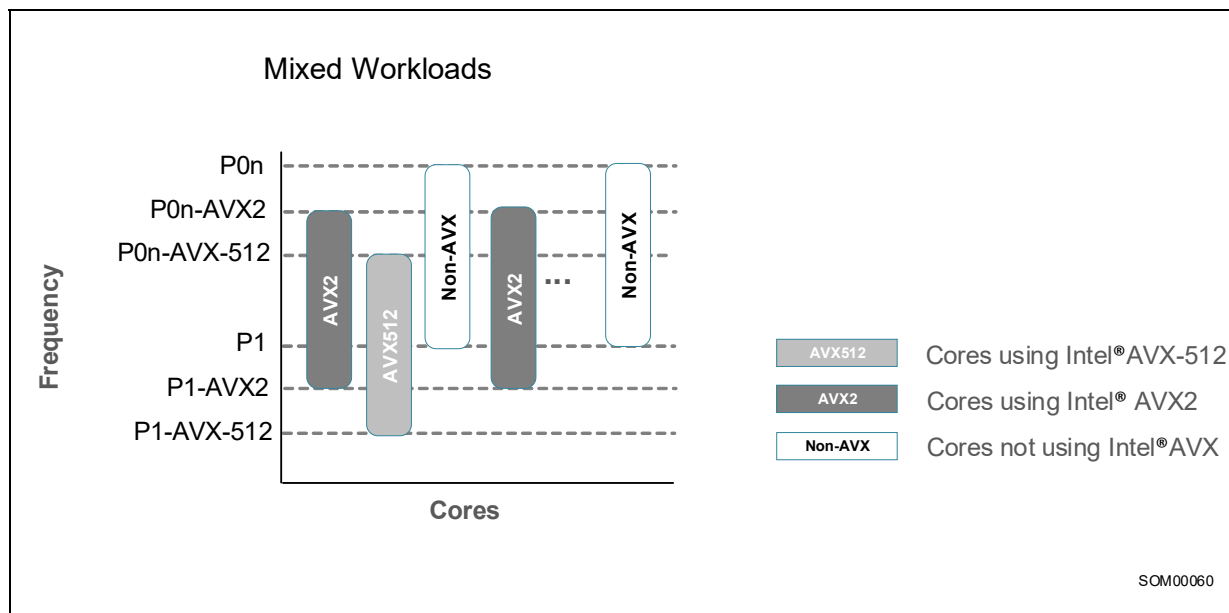 Mixed Workloads
P0n
P0n-AVX2
P0n-AVX-512
P1
P1-AVX2
P1-AVX-512
Frequency
AVX2
AVX512
Non-AVX
AVX2
...
Non-AVX
Cores
AVX512 Cores using Intel® AVX-512
AVX2 Cores using Intel® AVX2
Non-AVX Cores not using Intel® AVX
SOM00060